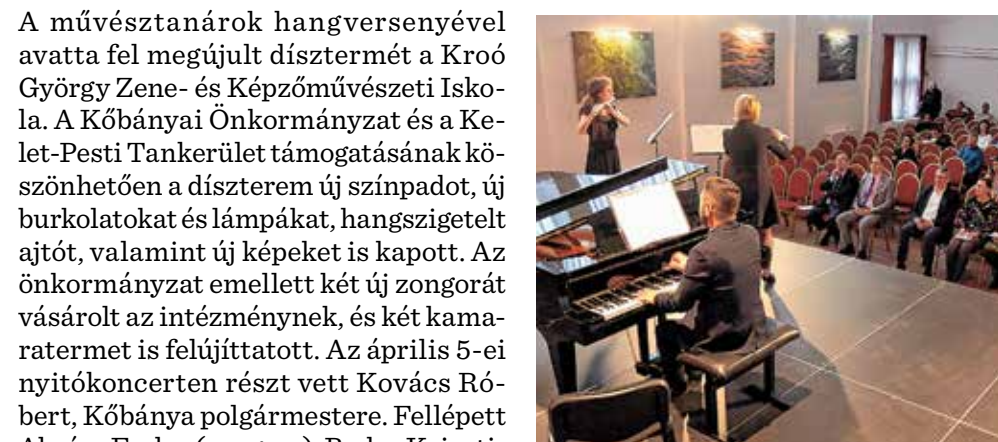 A művésztanárok hangversenyével
avatta fel megújult dísztermét a Kroó
György Zene- és Képzőművészeti Isko-
la. A Kőbányai Önkormányzat és a Ke-
let-Pesti Tankerület támogatásának kö-
szönhetően a díszterem új színpadot, új
burkolatokat és lámpákat, hangszigetelt
ajtót, valamint új képeket is kapott. Az
önkormányzat emellett két új zongorát
vásárolt az intézménynek, és két kama-
ratermet is felújíttatott. Az április 5-ei
nyitókoncerten részt vett Kovács Ró-
bert, Kőbánya polgármestere. Fellépett